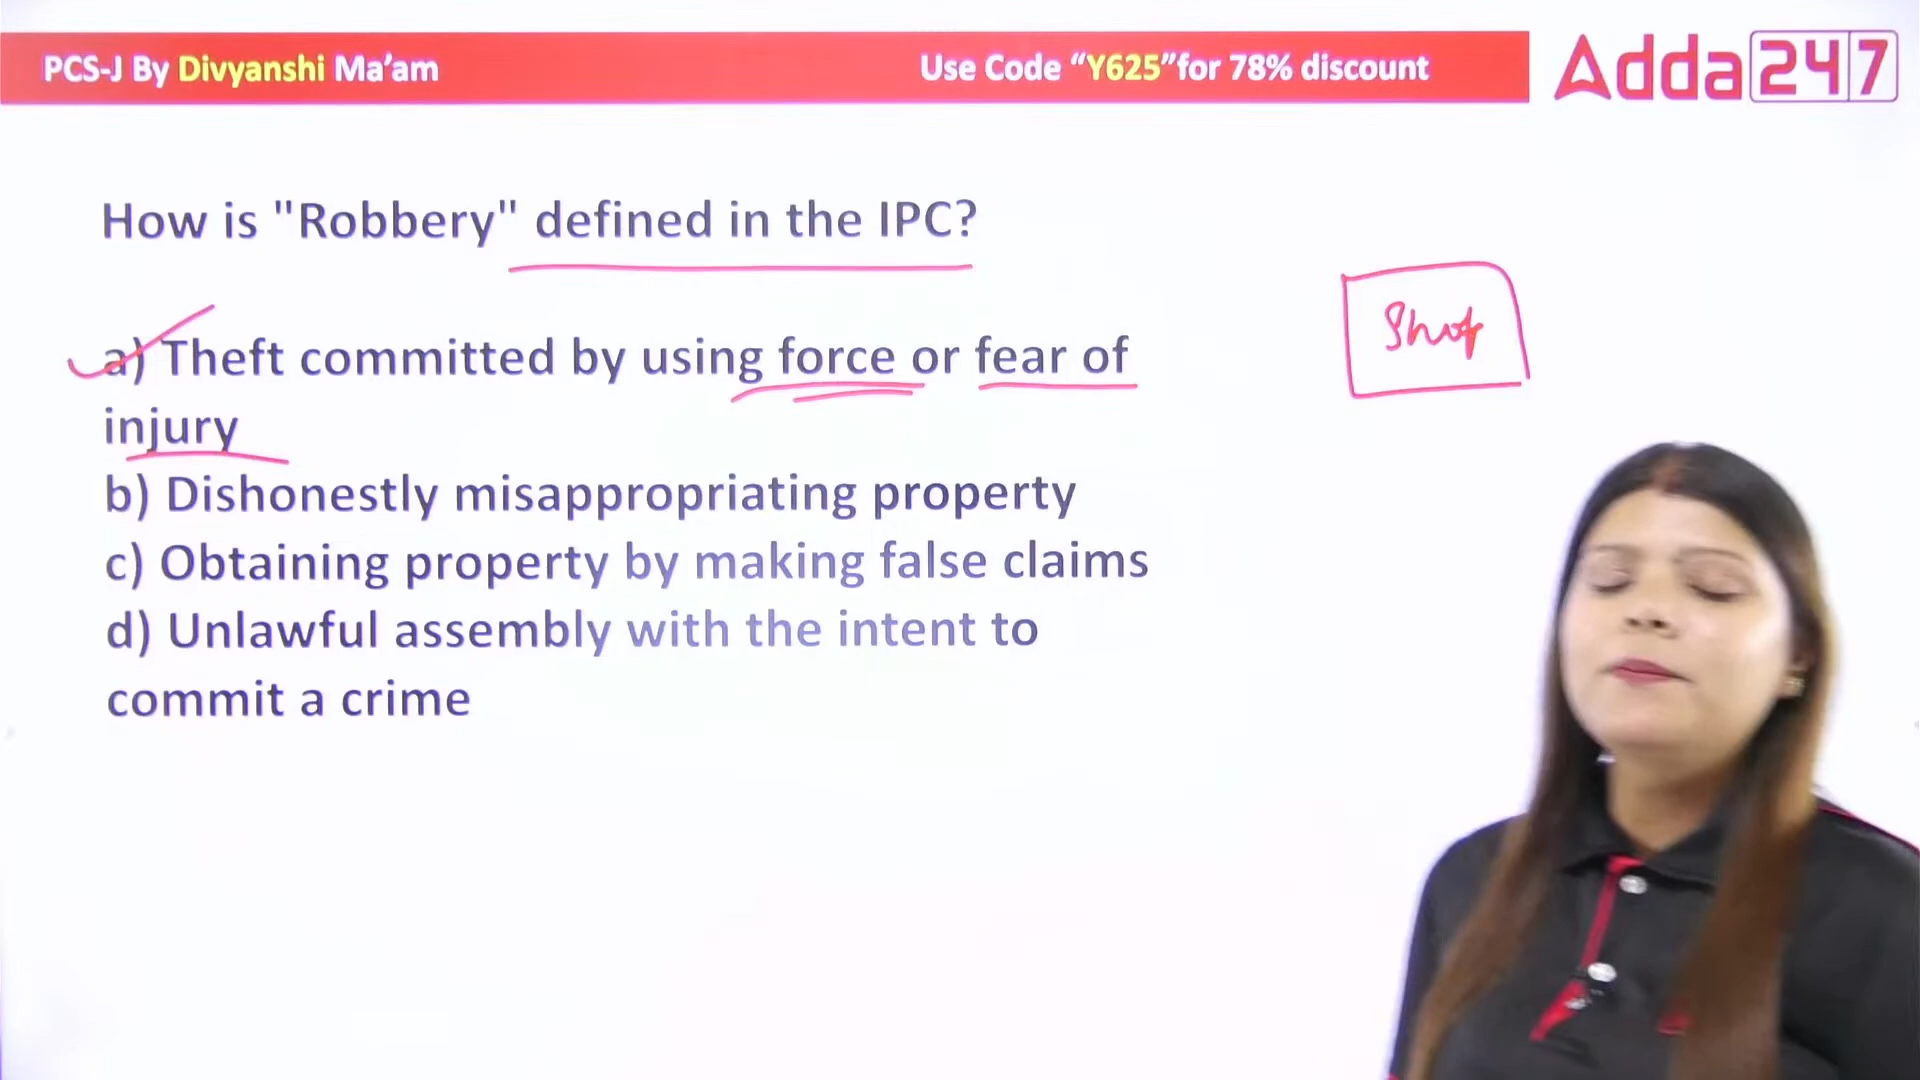 PCS-J By Divyanshi Ma’am
Use Code “Y625”for 78% discount
Adda247
How is "Robbery" defined in the IPC?
a) Theft committed by using force or fear of
injury
b) Dishonestly misappropriating property
c) Obtaining property by making false claims
d) Unlawful assembly with the intent to
commit a crime
Shop